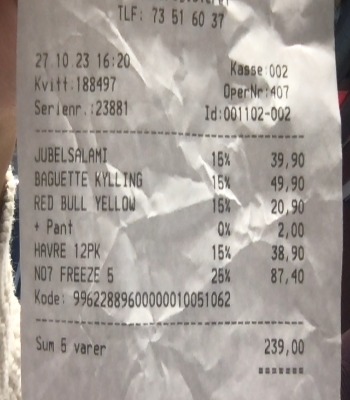 TLF: 73 51 60 37
27 10 23 16:20 Kasse:002
Kvitt:188497 OperNr:407
Serienr.:23881 Id:001102-002
JUBELSALAMI 15% 39,90
BAGUETTE KYLLING 15% 49,90
RED BULL YELLOW 15% 20,90
+ Pant 0% 2,00
HAVRE 12PK 15% 38,90
NO? FREEZE 5 25% 87,40
Kode: 99622889600000010051062
Sum 5 varer 239,00